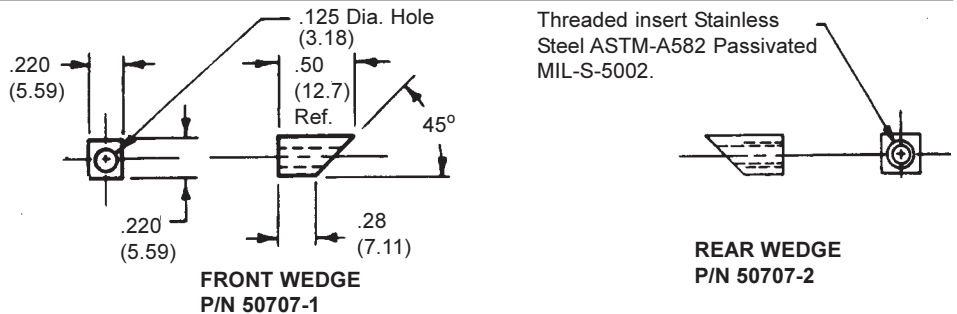 .125 Dia. Hole
(3.18)
.220
(5.59)
.50
(12.7)
Ref.
45°
.220
(5.59)
.28
(7.11)
FRONT WEDGE
P/N 50707-1
Threaded insert Stainless
Steel ASTM-A582 Passivated
MIL-S-5002.
REAR WEDGE
P/N 50707-2